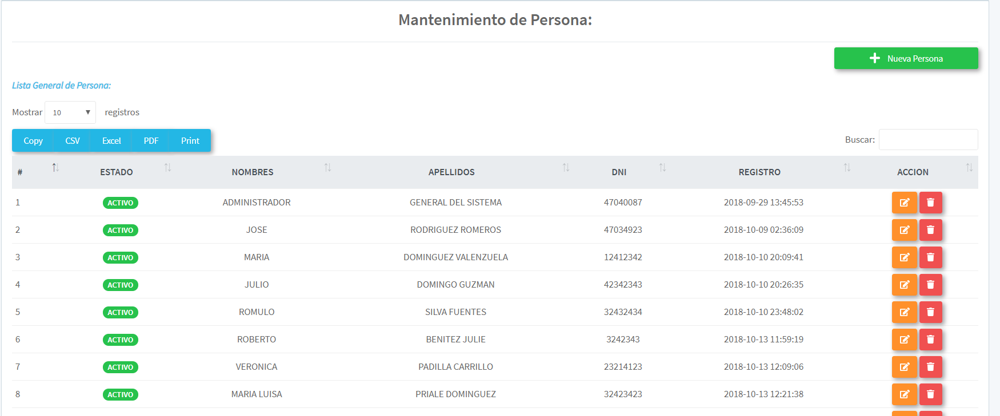 Mantenimiento de Persona:
Nueva Persona
Lista General de Persona:
Mostrar 10 registros
Copy CSV Excel PDF Print Buscar:
# ESTADO NOMBRES APELLIDOS DNI REGISTRO ACCION
1 ACTIVO ADMINISTRADOR GENERAL DEL SISTEMA 47040087 2018-09-29 13:45:53
2 ACTIVO JOSE RODRIGUEZ ROMEROS 47034923 2018-10-09 02:36:09
3 ACTIVO MARIA DOMINGUEZ VALENZUELA 12412342 2018-10-10 20:09:41
4 ACTIVO JULIO DOMINGO GUZMAN 42342343 2018-10-10 20:26:35
5 ACTIVO ROMULO SILVA FUENTES 32432434 2018-10-10 23:48:02
6 ACTIVO ROBERTO BENITEZ JULIE 3242343 2018-10-13 11:59:19
7 ACTIVO VERONICA PADILLA CARRILLO 23214123 2018-10-13 12:09:06
8 ACTIVO MARIA LUISA PRIALE DOMINGUEZ 32423423 2018-10-13 12:21:38